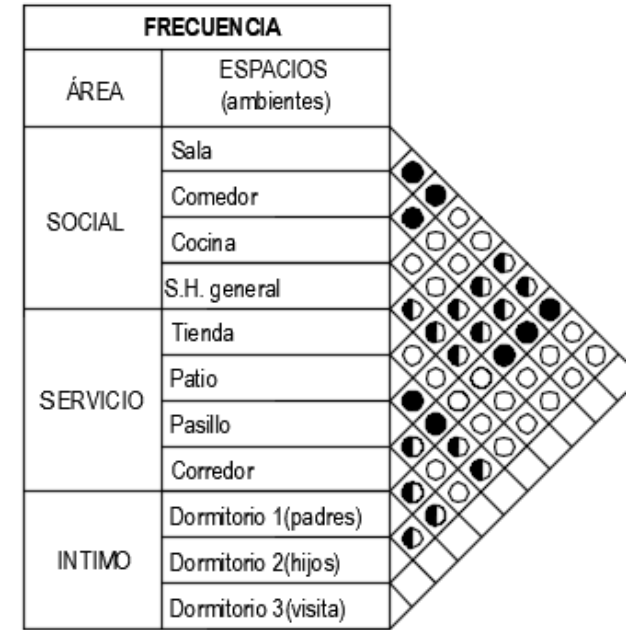 FRECUENCIA
ÁREA
ESPACIOS
(ambientes)
SOCIAL
Sala
Comedor
Cocina
S.H. general
SERVICIO
Tienda
Patio
Pasillo
Corredor
INTIMO
Dormitorio 1(padres)
Dormitorio 2(hijos)
Dormitorio 3(visita)